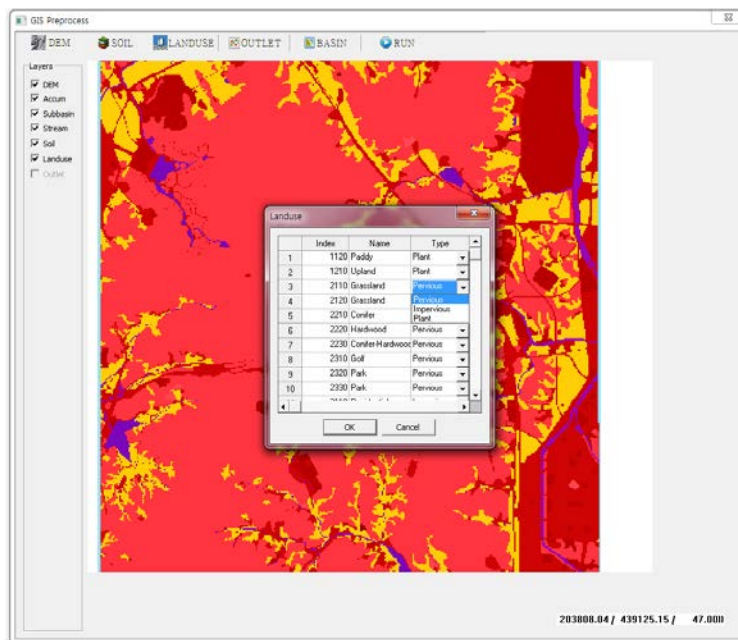 GIS Preprocess
DEM SOIL LANDUSE OUTLET BASIN RUN
Layers
DEM
Accum
Subbasin
Stream
Soil
Landuse
Outlet
Landuse
Index Name Type
1 1120 Paddy Plant
2 1210 Upland Plant
3 2110 Grassland Pervious
4 2120 Grassland Pervious
5 2210 Conifer Impervious
Plant
6 2220 Hardwood Pervious
7 2230 Conifer-Hardwood Pervious
8 2310 Golf Pervious
9 2320 Park Pervious
10 2330 Park Pervious
OK Cancel
203808.04 / 439125.15 / 47.000